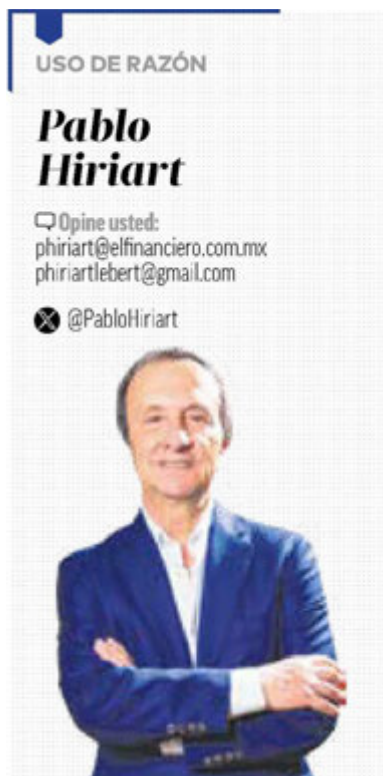 USO DE RAZÓN
Pablo
Hiriart
Opine usted:
phiriart@elfinanciero.com.mx
phiriartlebert@gmail.com
@PabloHiriart